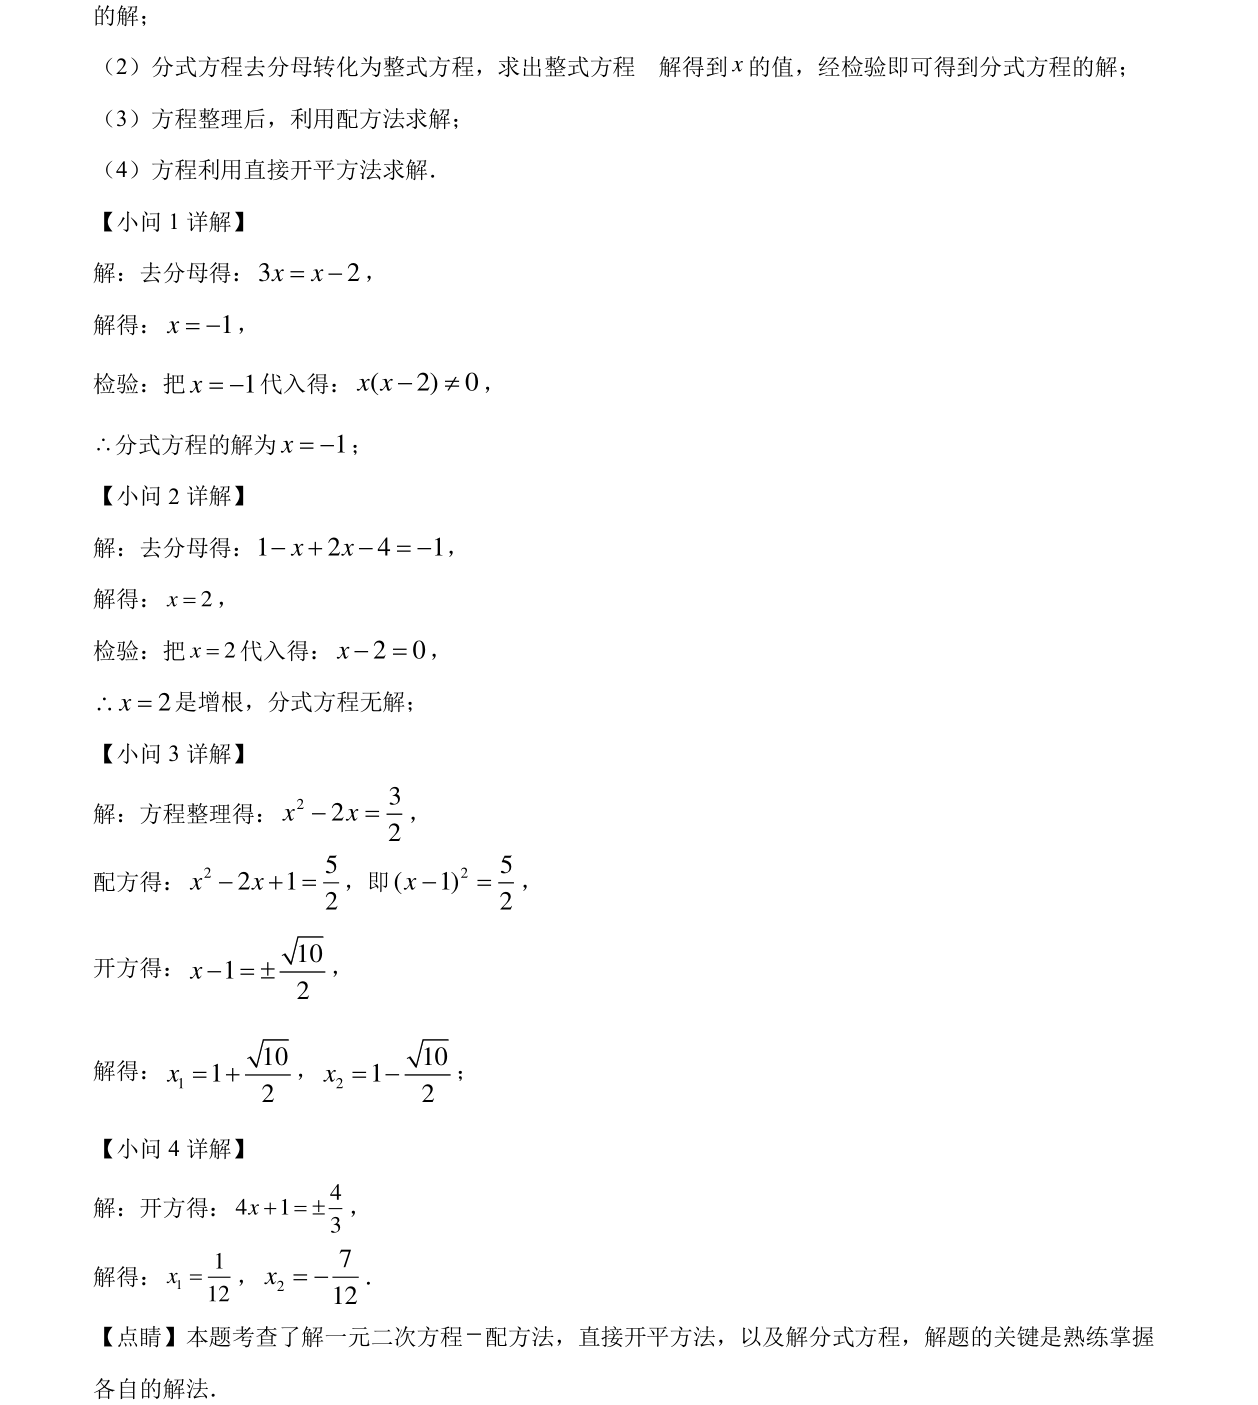 的解；
（2）分式方程去分母转化为整式方程，求出整式方程 解得到 x 的值，经检验即可得到分式方程的解；
（3）方程整理后，利用配方法求解；
（4）方程利用直接开平方法求解．
【小问 1 详解】
解：去分母得：3x = x − 2，
解得：x = −1，
检验：把 x = −1 代入得：x(x − 2) ≠ 0，
∴分式方程的解为 x = −1；
【小问 2 详解】
解：去分母得：1 − x + 2x − 4 = −1，
解得：x = 2，
检验：把 x = 2 代入得：x − 2 = 0，
∴ x = 2 是增根，分式方程无解；
【小问 3 详解】
解：方程整理得：x² − 2x = 3/2，
配方得：x² − 2x + 1 = 5/2，即 (x − 1)² = 5/2，
开方得：x − 1 = ±√10/2，
解得：x₁ = 1 + √10/2，x₂ = 1 − √10/2；
【小问 4 详解】
解：开方得：4x + 1 = ±4/3，
解得：x₁ = 1/12，x₂ = −7/12．
【点睛】本题考查了解一元二次方程－配方法，直接开平方法，以及解分式方程，解题的关键是熟练掌握
各自的解法．